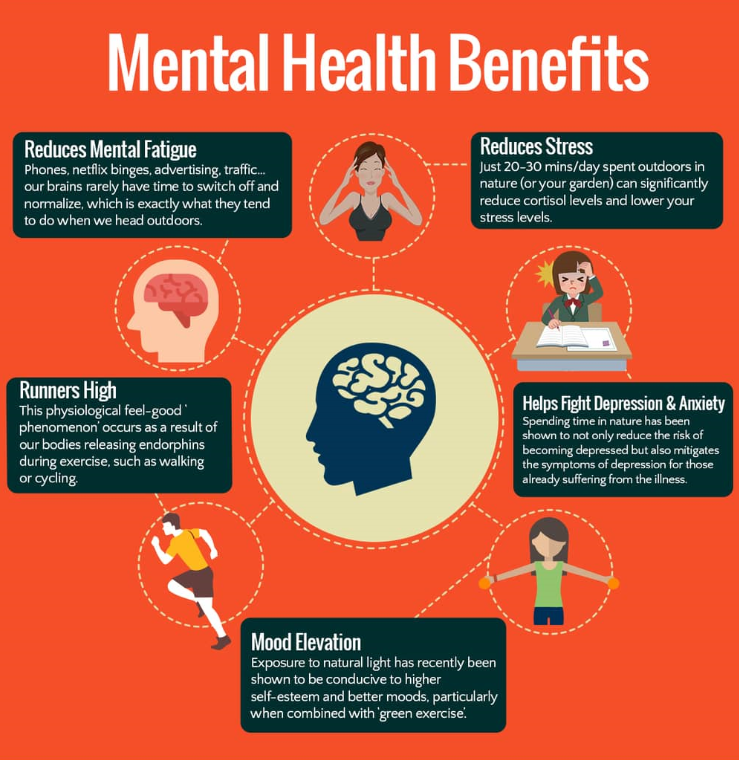 Mental Health Benefits
Reduces Mental Fatigue
Phones, netflix binges, advertising, traffic...
our brains rarely have time to switch off and
normalize, which is exactly what they tend
to do when we head outdoors.
Reduces Stress
Just 20-30 mins/day spent outdoors in
nature (or your garden) can significantly
reduce cortisol levels and lower your
stress levels.
Runners High
This physiological feel-good '
phenomenon' occurs as a result of
our bodies releasing endorphins
during exercise, such as walking
or cycling.
Helps Fight Depression & Anxiety
Spending time in nature has been
shown to not only reduce the risk of
becoming depressed but also mitigates
the symptoms of depression for those
already suffering from the illness.
Mood Elevation
Exposure to natural light has recently been
shown to be conducive to higher
self-esteem and better moods, particularly
when combined with 'green exercise'.